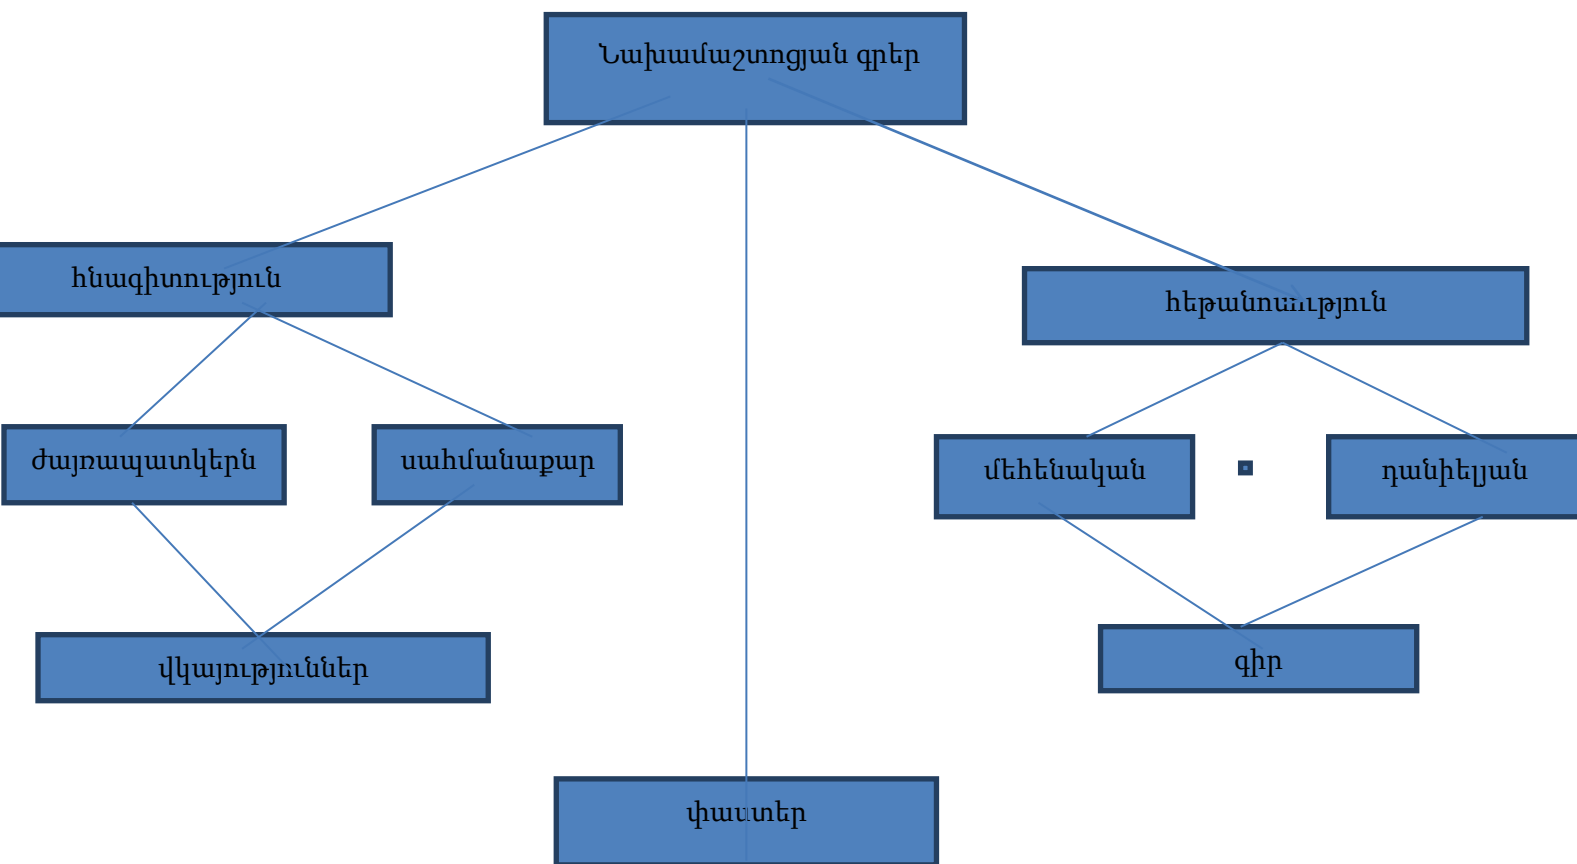 Նախամաշտոցյան գրեր
հնագիտություն
հեթանոսություն
ժայռապատկերն
սահմանաքար
մեհենական
դանիելյան
վկայություններ
գիր
փաստեր